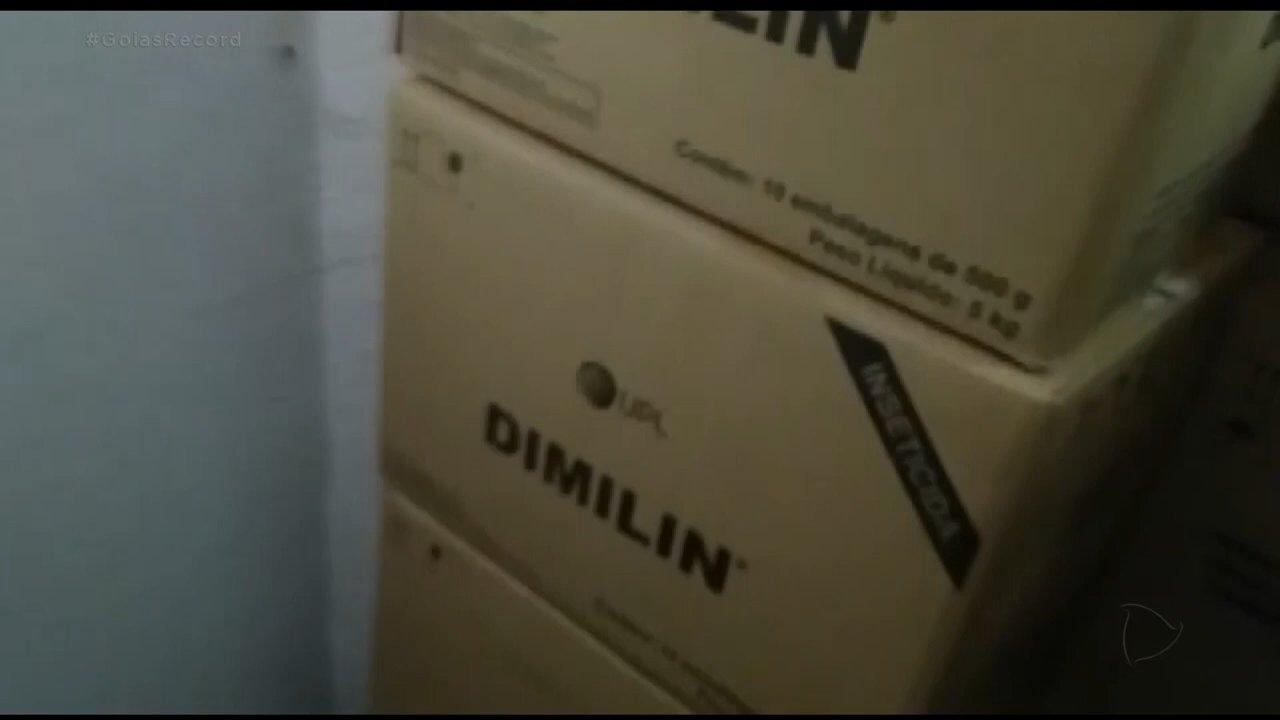 #GoiasRecord
LIN
Contém: 10 embalagens de 500 g
Peso Líquido: 5 kg
UPL
INSETICIDA
DIMILIN